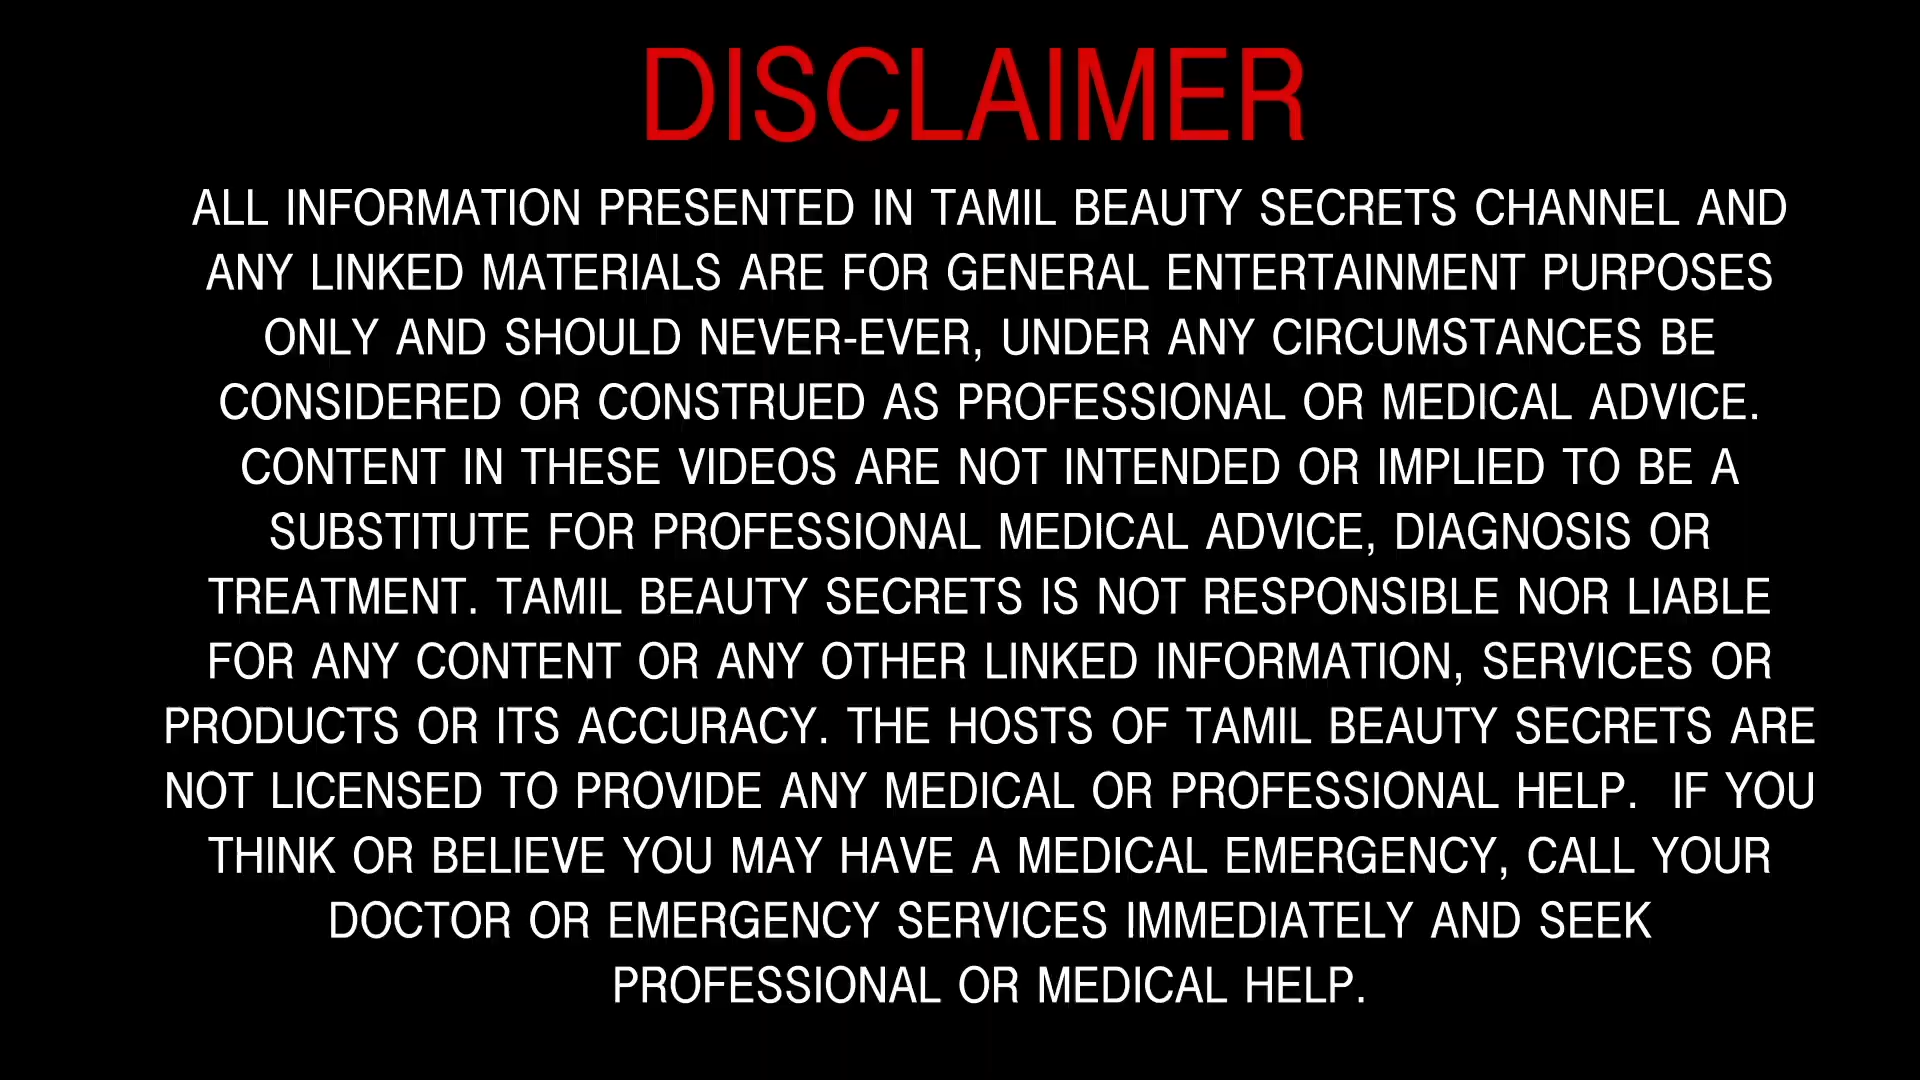 DISCLAIMER
ALL INFORMATION PRESENTED IN TAMIL BEAUTY SECRETS CHANNEL AND
ANY LINKED MATERIALS ARE FOR GENERAL ENTERTAINMENT PURPOSES
ONLY AND SHOULD NEVER-EVER, UNDER ANY CIRCUMSTANCES BE
CONSIDERED OR CONSTRUED AS PROFESSIONAL OR MEDICAL ADVICE.
CONTENT IN THESE VIDEOS ARE NOT INTENDED OR IMPLIED TO BE A
SUBSTITUTE FOR PROFESSIONAL MEDICAL ADVICE, DIAGNOSIS OR
TREATMENT. TAMIL BEAUTY SECRETS IS NOT RESPONSIBLE NOR LIABLE
FOR ANY CONTENT OR ANY OTHER LINKED INFORMATION, SERVICES OR
PRODUCTS OR ITS ACCURACY. THE HOSTS OF TAMIL BEAUTY SECRETS ARE
NOT LICENSED TO PROVIDE ANY MEDICAL OR PROFESSIONAL HELP.  IF YOU
THINK OR BELIEVE YOU MAY HAVE A MEDICAL EMERGENCY, CALL YOUR
DOCTOR OR EMERGENCY SERVICES IMMEDIATELY AND SEEK
PROFESSIONAL OR MEDICAL HELP.